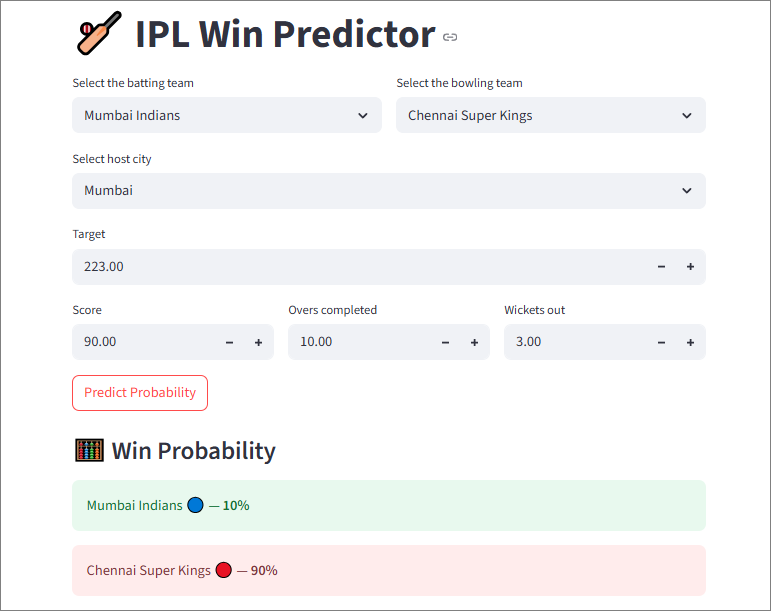 IPL Win Predictor
Select the batting team
Select the bowling team
Mumbai Indians
Chennai Super Kings
Select host city
Mumbai
Target
223.00
Score
Overs completed
Wickets out
90.00
10.00
3.00
Predict Probability
Win Probability
Mumbai Indians — 10%
Chennai Super Kings — 90%